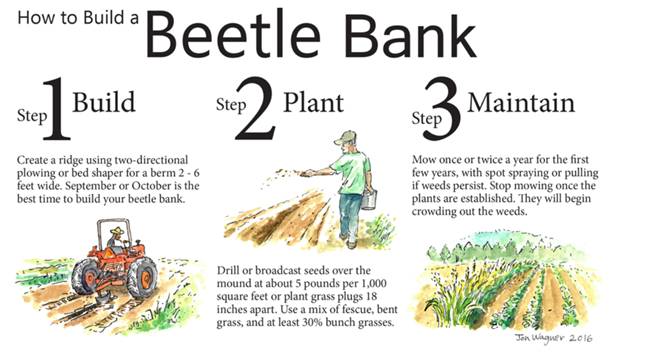 How to Build a Beetle Bank
Step 1 Build
Create a ridge using two-directional
plowing or bed shaper for a berm 2 - 6
feet wide. September or October is the
best time to build your beetle bank.
Step 2 Plant
Drill or broadcast seeds over the
mound at about 5 pounds per 1,000
square feet or plant grass plugs 18
inches apart. Use a mix of fescue, bent
grass, and at least 30% bunch grasses.
Step 3 Maintain
Mow once or twice a year for the first
few years, with spot spraying or pulling
if weeds persist. Stop mowing once the
plants are established. They will begin
crowding out the weeds.
Jon Wagner 2016